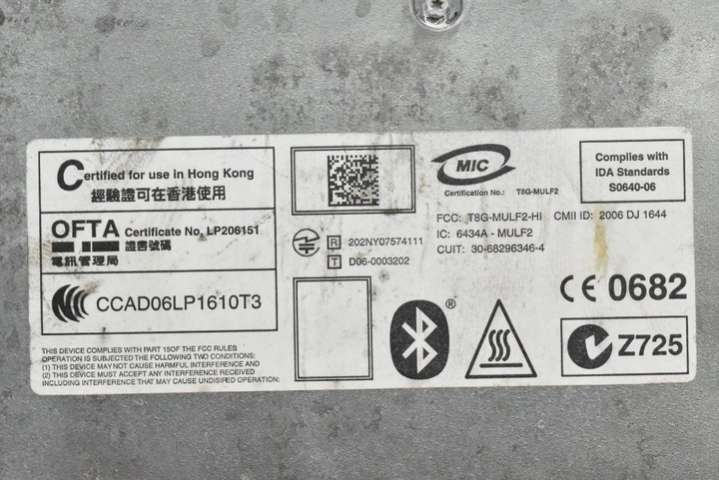 Certified for use in Hong Kong
經驗證可在香港使用
OFTA Certificate No. LP206151
電訊管理局 證書號碼
CCAD06LP1610T3
THIS DEVICE COMPLIES WITH PART 15OF THE FCC RULES
OPERATION IS SUBJECTED THE FOLLOWING TWO CONDITIONS:
(1) THIS DEVICE MAY NOT CAUSE HARMFUL INTERFERENCE AND
(2) THIS DEVICE MUST ACCEPT ANY INTERFERENCE RECEIVED
INCLUDING INTERFERENCE THAT MAY CAUSE UNDISIPED OPERATION.
R 202NY07574111
T D06-0003202
MIC
Certification No.: T8G-MULF2
FCC: T8G-MULF2-HI CMII ID: 2006 DJ 1644
IC: 6434A - MULF2
CUIT: 30-68296346-4
Complies with
IDA Standards
S0640-06
CE 0682
Z725
®